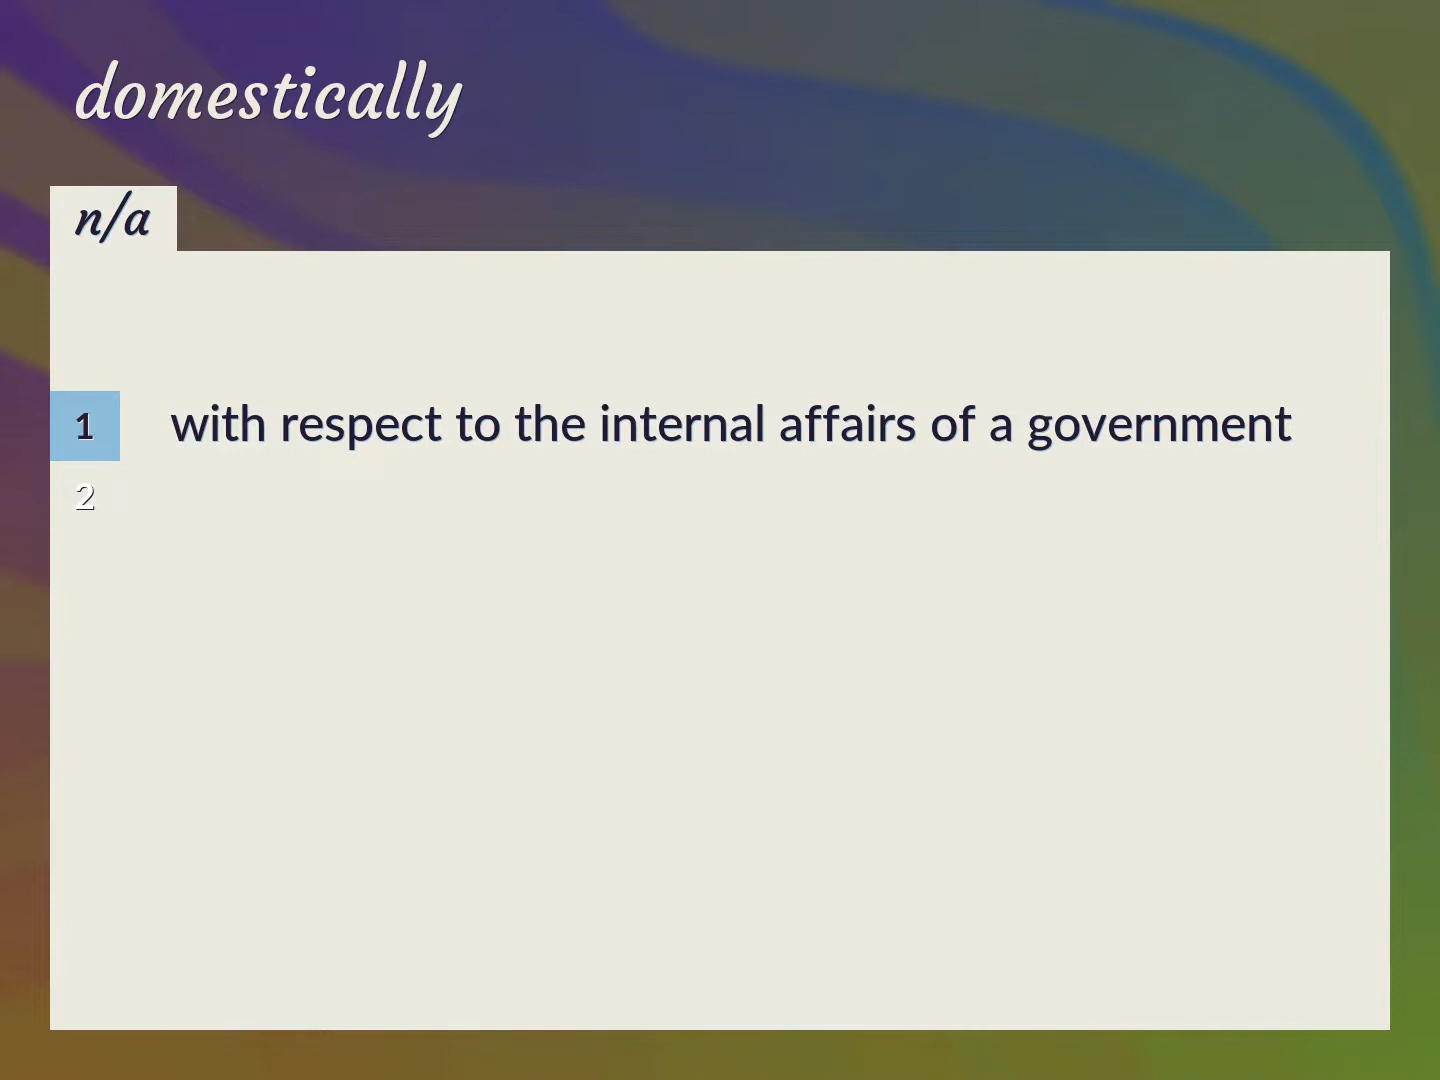 domestically
n/a
1 with respect to the internal affairs of a government
2